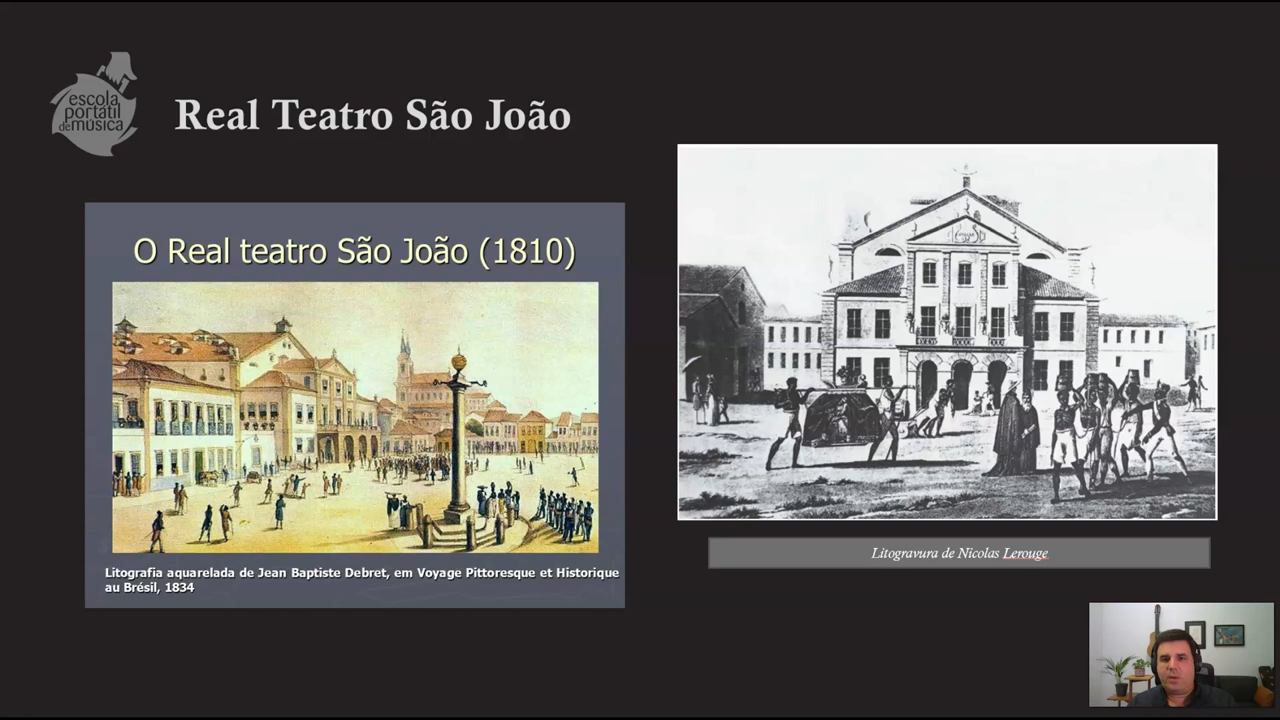 escola
portátil
de música
Real Teatro São João
O Real teatro São João (1810)
Litografia aquarelada de Jean Baptiste Debret, em Voyage Pittoresque et Historique
au Brésil, 1834
Litogravura de Nicolas Lerouge